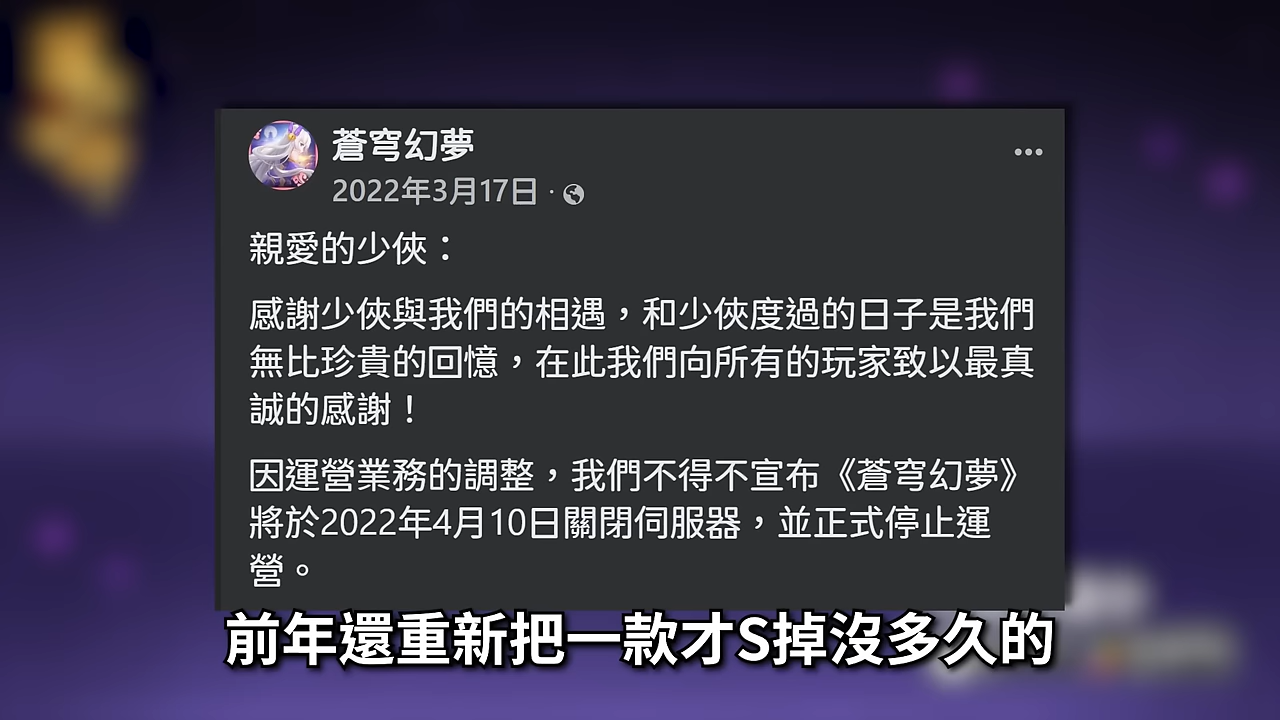 蒼穹幻夢
2022年3月17日 ·
親愛的少俠：
感謝少俠與我們的相遇，和少俠度過的日子是我們
無比珍貴的回憶，在此我們向所有的玩家致以最真
誠的感謝！
因運營業務的調整，我們不得不宣布《蒼穹幻夢》
將於2022年4月10日關閉伺服器，並正式停止運
營。
前年還重新把一款才S掉沒多久的